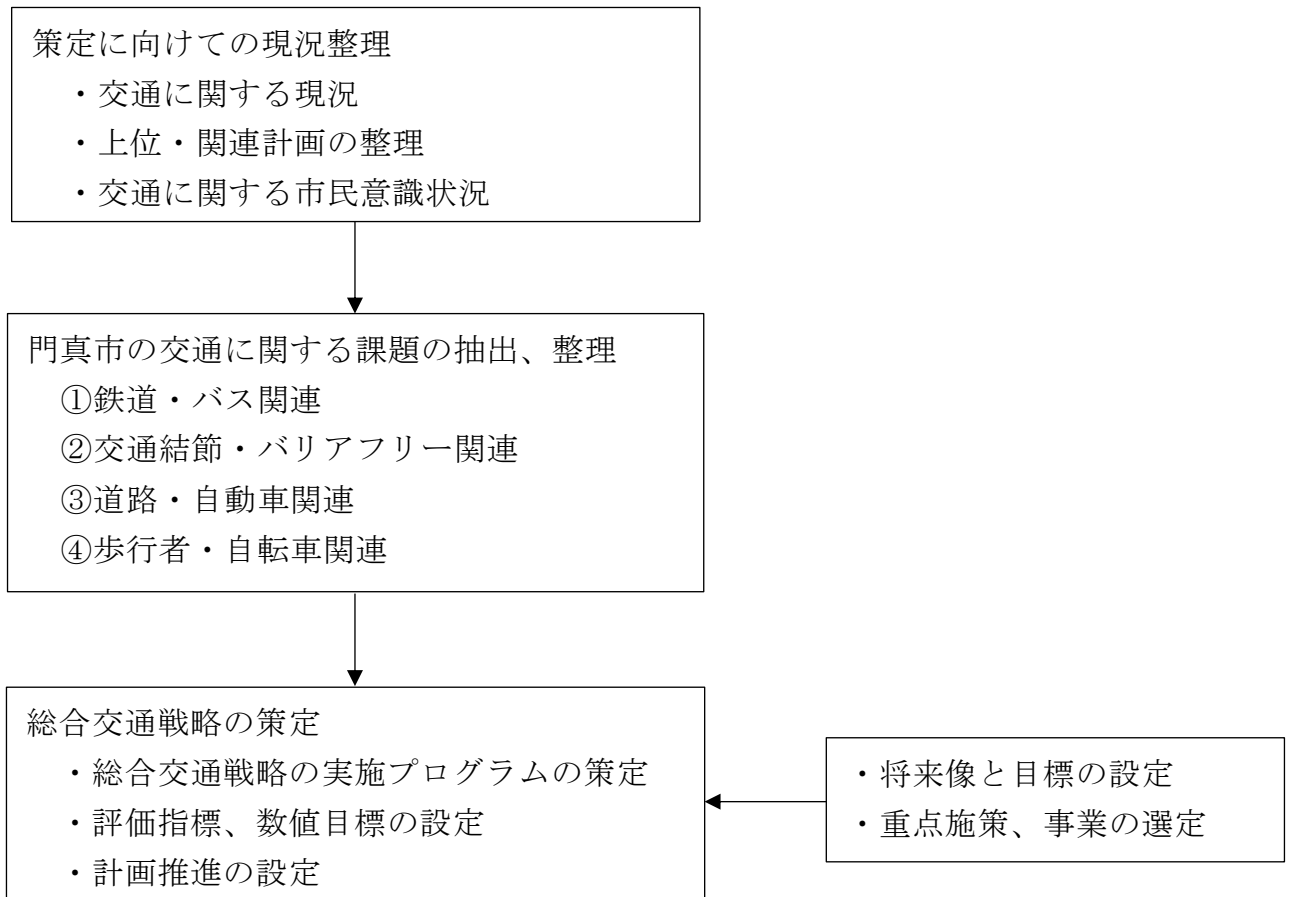 策定に向けての現況整理
・交通に関する現況
・上位・関連計画の整理
・交通に関する市民意識状況
門真市の交通に関する課題の抽出、整理
①鉄道・バス関連
②交通結節・バリアフリー関連
③道路・自動車関連
④歩行者・自転車関連
総合交通戦略の策定
・総合交通戦略の実施プログラムの策定
・評価指標、数値目標の設定
・計画推進の設定
・将来像と目標の設定
・重点施策、事業の選定